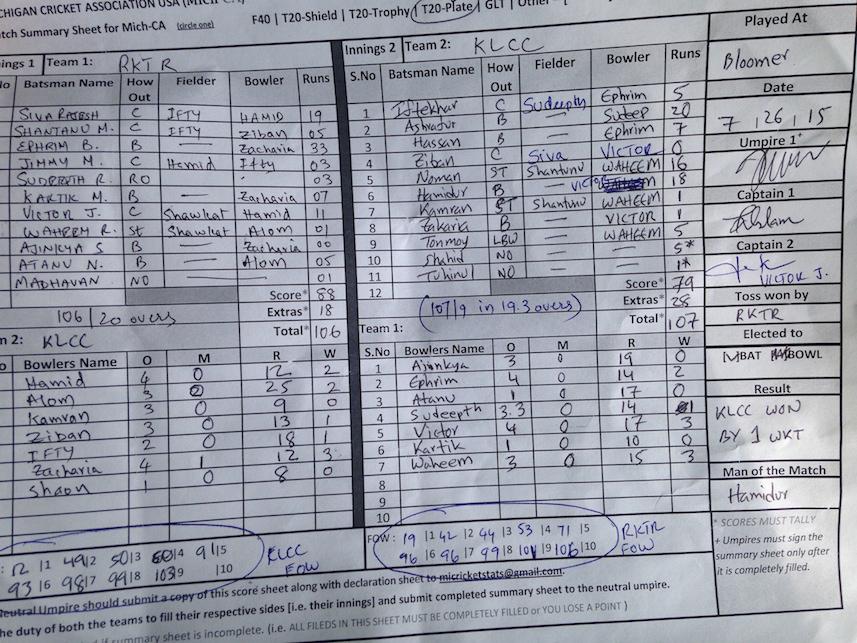 CHIGAN CRICKET ASSOCIATION USA
tch Summary Sheet for Mich-CA (circle one) F40 | T20-Shield | T20-Trophy | T20-Plate | GLT | Other
ings 1 Team 1: RKTR
No Batsman Name How Out Fielder Bowler Runs
SIVA RAJESH C IFTY HAMID 19
SHANTANU M. C IFTY Ziban 05
EPHRIM B. B — Zacharia 33
JIMMY M. C Hamid Ifty 03
SUDEEPTH R. RO 03
KARTIK M. B Zacharia 07
VICTOR J. C Shawkat Hamid 11
WAHEEM R. St Shawkat Alom 01
AJINKYA S B Zacharia 00
ATANU N. B — Alom 05
MADHAVAN NO 01
Score* 88
106/20 overs Extras* 18
Total* 106
m 2: KLCC
o Bowlers Name O M R W
Hamid 4 0 12 2
Alom 3 0 25 2
Kamran 3 0 9 0
Ziban 3 0 13 1
IFTY 2 0 18 1
Zacharia 4 1 12 3
Shaon 1 0 8 0
: 12 |1 49|2 50|3 60|4 91|5
93|6 98|7 99|8 103|9 |10
KLCC
FOW
Innings 2 Team 2: KLCC
S.No Batsman Name How Out Fielder Bowler Runs
1 Iftekhar C Sudeepth Ephrim 5
2 Ashrafur B — Sudeep 20
3 Hassan B — Ephrim 7
4 Ziban C Siva VICTOR 0
5 Noman ST Shantunu WAHEEM 16
6 Hamidur B — VICTOR 18
7 Kamran ST Shantunu WAHEEM 1
8 Zakaria B — VICTOR 1
9 Tonmoy LBW — WAHEEM 5
10 Shahid NO — — 5*
11 Tuhinul NO — — 1*
12 Score* 79
(107/9 in 19.3 overs) Extras* 28
Team 1: Total* 107
S.No Bowlers Name O M R W
1 Ajinkya 3 0 19 0
2 Ephrim 4 0 14 2
3 Atanu 1 0 17 0
4 Sudeepth 3.3 0 14 1
5 Victor 4 0 17 3
6 Kartik 1 0 10 0
7 Waheem 3 0 15 3
8
9
10
FOW: 19 |1 42 |2 44 |3 53 |4 71 |5
96 |6 96 |7 99 |8 101 |9 106 |10
RKTR
FOW
Played At
Bloomer
Date
7 | 26 | 15
Umpire 1+
Captain 1
Captain 2
VICTOR J.
Toss won by
RKTR
Elected to
BAT BOWL
Result
KLCC WON
BY 1 WKT
Man of the Match
Hamidur
* SCORES MUST TALLY
+ Umpires must sign the
summary sheet only after
it is completely filled.
Neutral Umpire should submit a copy of this score sheet along with declaration sheet to micricketstats@gmail.com.
he duty of both the teams to fill their respective sides [i.e. their innings) and submit completed summary sheet to the neutral umpire.
if summary sheet is incomplete. (i.e. ALL FILEDS IN THIS SHEET MUST BE COMPLETELY FILLED or YOU LOSE A POINT )